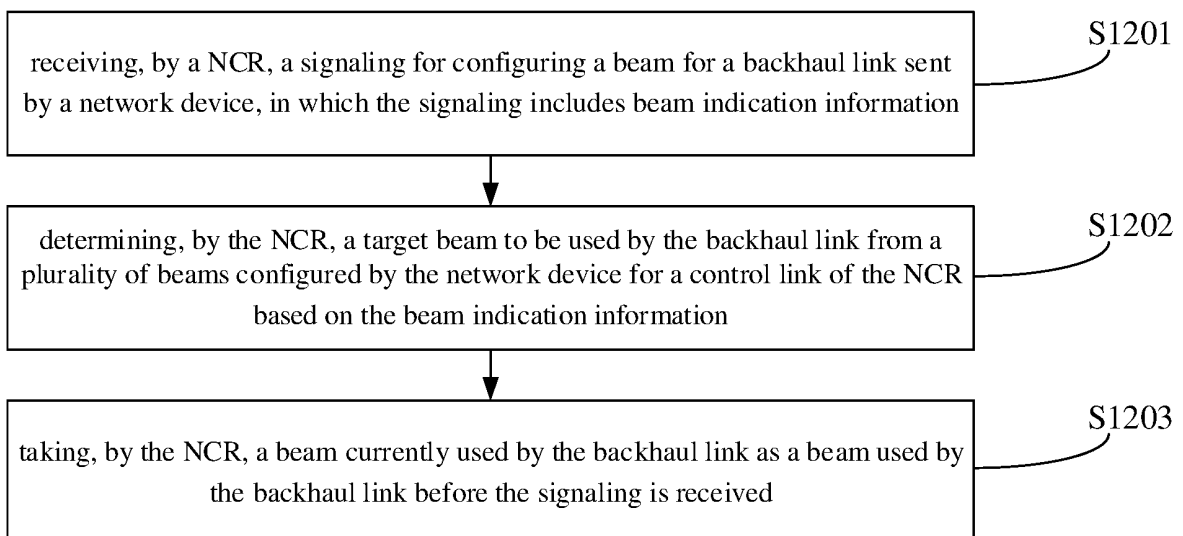 S1201
receiving, by a NCR, a signaling for configuring a beam for a backhaul link sent
by a network device, in which the signaling includes beam indication information
S1202
determining, by the NCR, a target beam to be used by the backhaul link from a
plurality of beams configured by the network device for a control link of the NCR
based on the beam indication information
S1203
taking, by the NCR, a beam currently used by the backhaul link as a beam used by
the backhaul link before the signaling is received